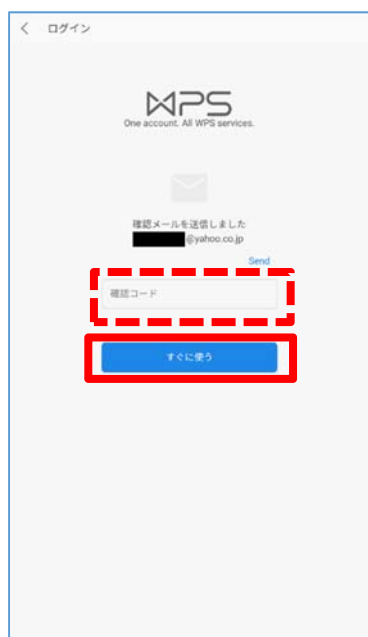 < ログイン
WPS
One account. All WPS services.
確認メールを送信しました
@yahoo.co.jp
Send
確認コード
すぐに使う